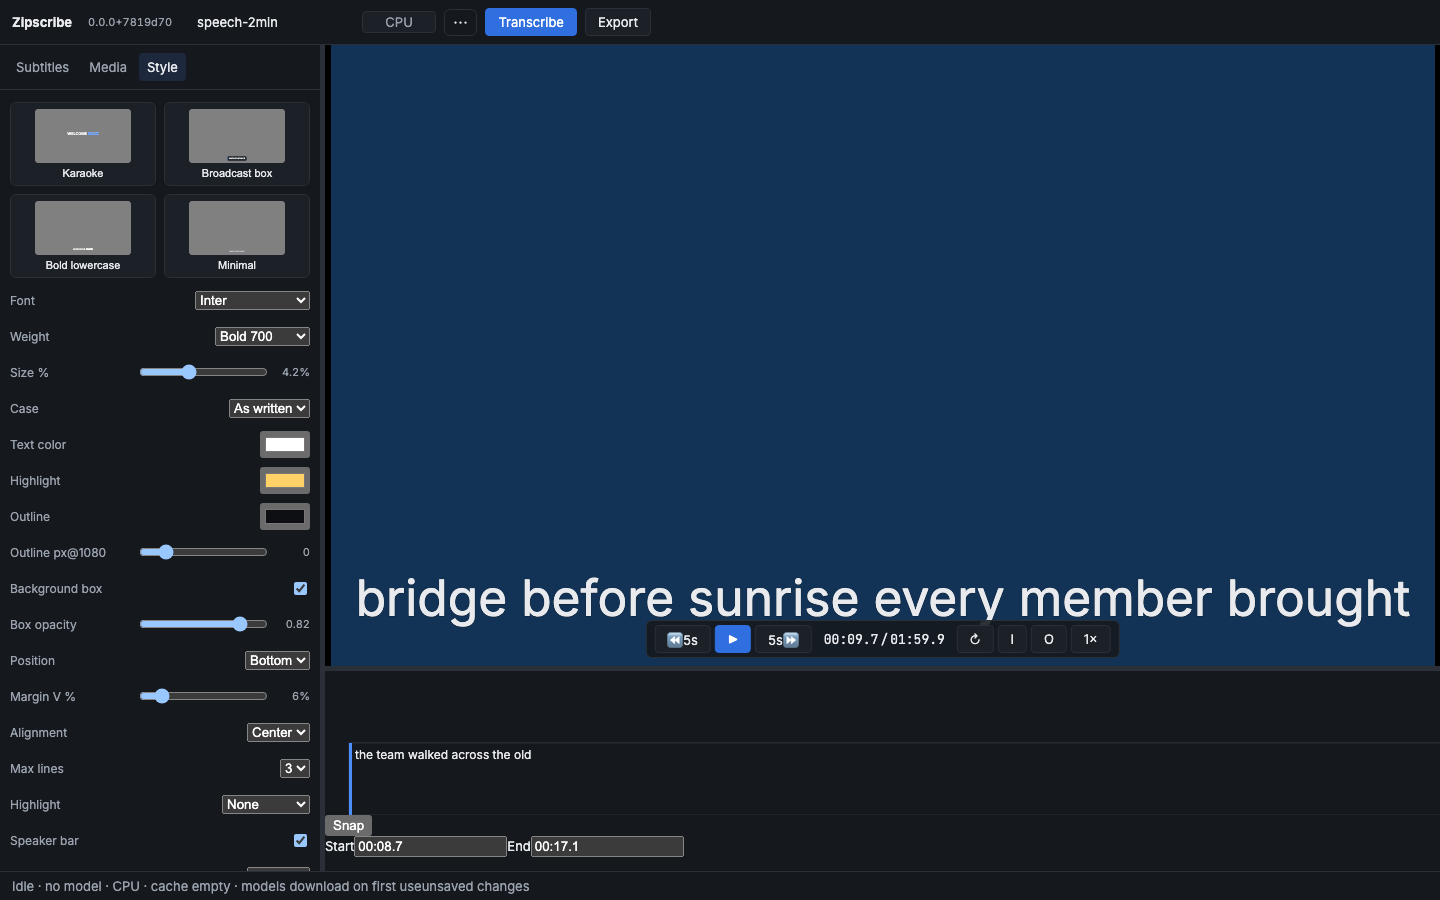 Zipscribe 0.0.0+7819d70 speech-2min CPU ··· Transcribe Export
Subtitles Media Style
WELCOME
Karaoke
Broadcast box
Bold lowercase
Minimal
Font Inter
Weight Bold 700
Size % 4.2%
Case As written
Text color
Highlight
Outline
Outline px@1080 0
Background box
Box opacity 0.82
Position Bottom
Margin V % 6%
Alignment Center
Max lines 3
Highlight None
Speaker bar
bridge before sunrise every member brought
⏪5s ▶ 5s⏩ 00:09.7/01:59.9 ↻ I O 1×
the team walked across the old
Snap
Start 00:08.7 End 00:17.1
Idle · no model · CPU · cache empty · models download on first useunsaved changes